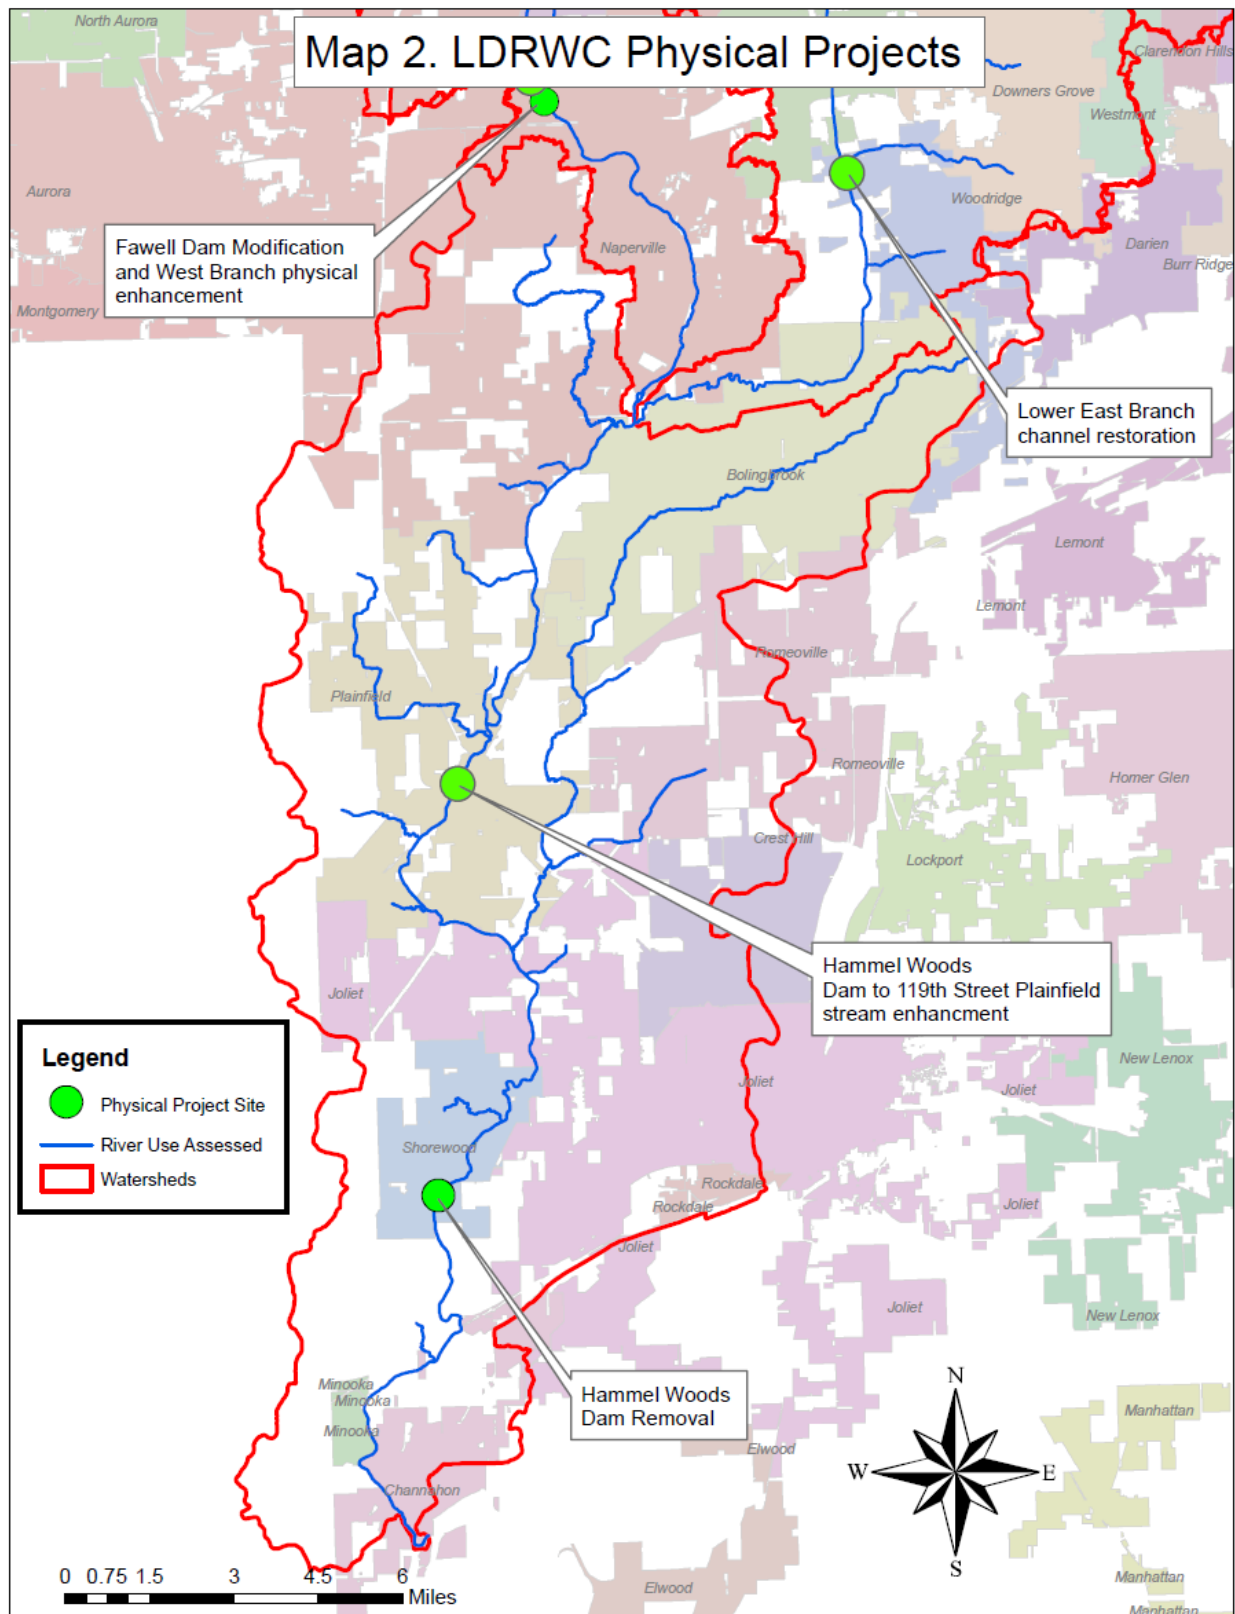 North Aurora
Map 2. LDRWC Physical Projects
Clarendon Hills
Downers Grove
Westmont
Aurora
Woodridge
Fawell Dam Modification
and West Branch physical
enhancement
Naperville
Darien
Burr Ridge
Montgomery
Lower East Branch
channel restoration
Bolingbrook
Lemont
Lemont
Romeoville
Plainfield
Romeoville
Homer Glen
Crest Hill
Lockport
Hammel Woods
Dam to 119th Street Plainfield
stream enhancment
Joliet
Legend
Physical Project Site
River Use Assessed
Watersheds
New Lenox
Joliet
Joliet
Shorewood
Rockdale
Rockdale
Joliet
Joliet
Joliet
New Lenox
Hammel Woods
Dam Removal
Minooka
Minooka
Minooka
N
W
E
S
Manhattan
Elwood
Channahon
0 0.75 1.5 3 4.5 6
Miles
Elwood
Manhattan
Manhattan